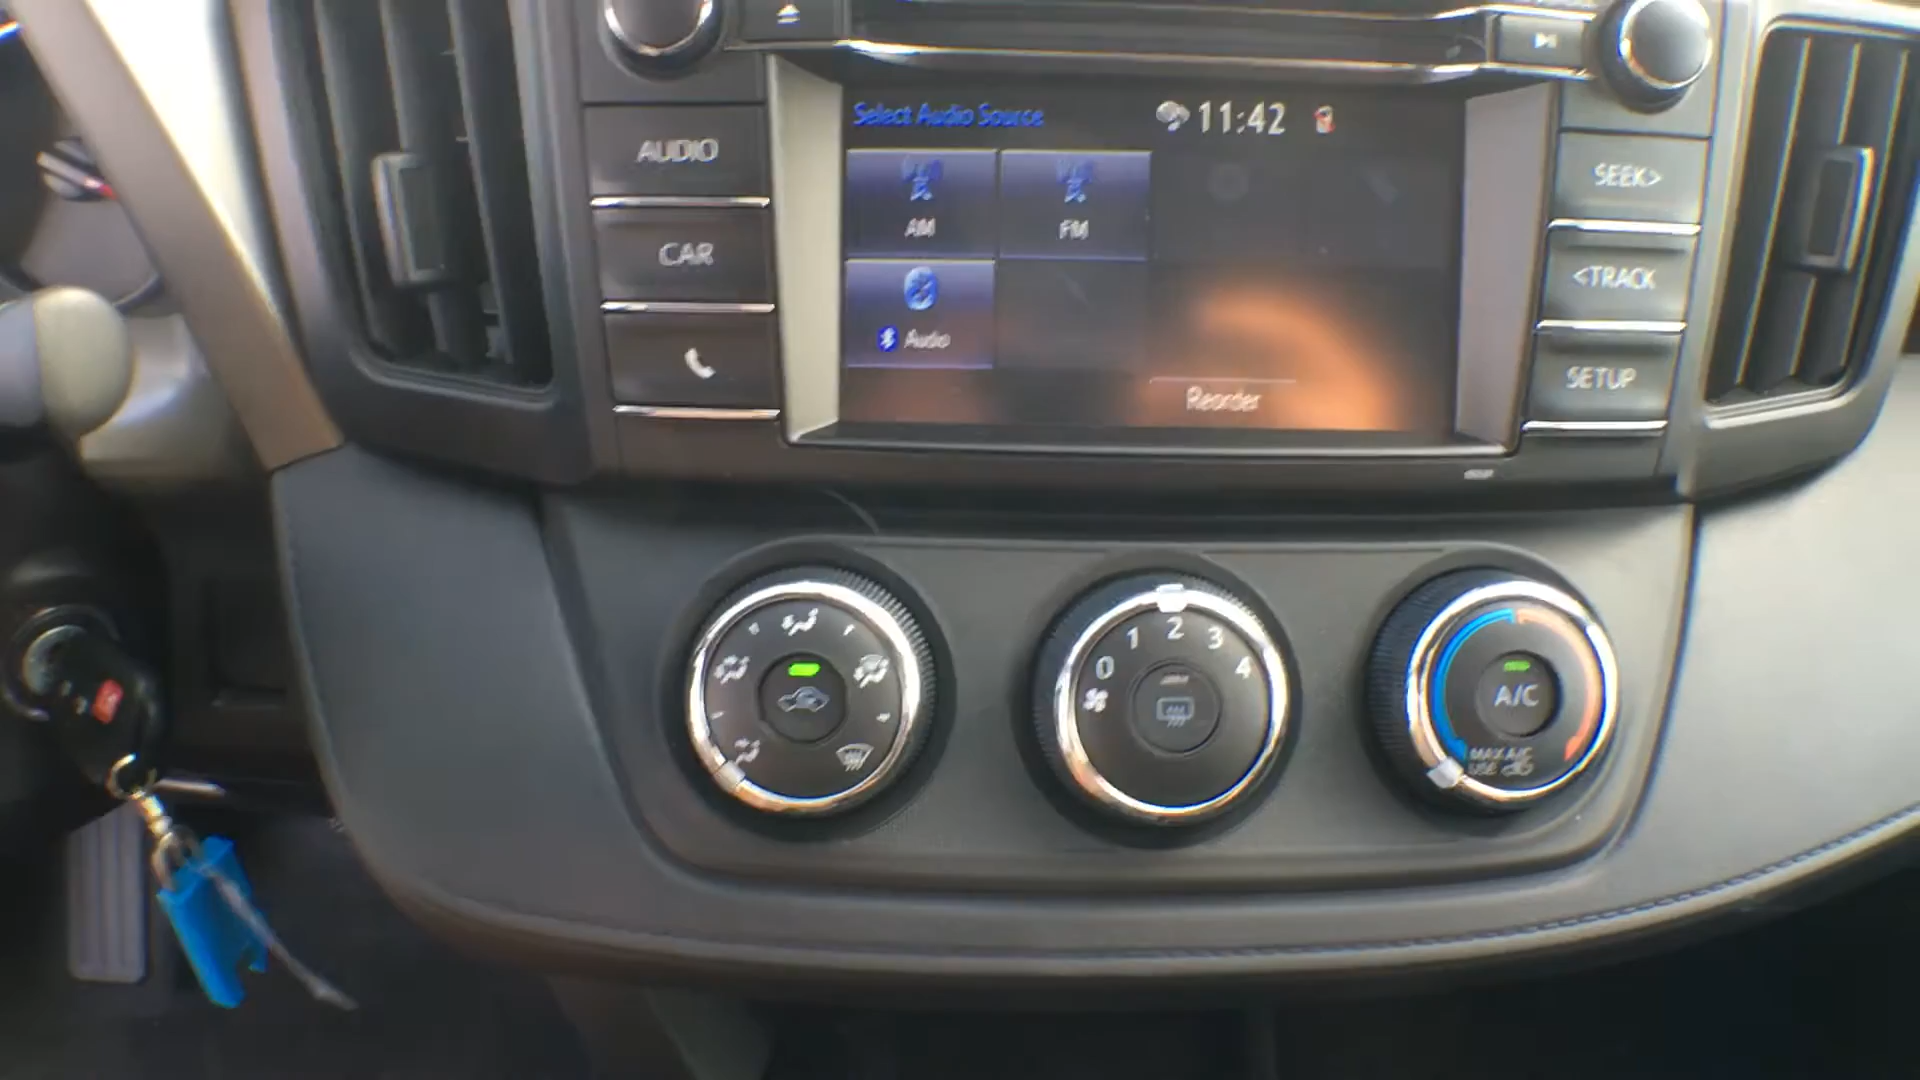 AUDIO
CAR
Select Audio Source
11:42
AM
FM
Audio
Reorder
SEEK>
<TRACK
SETUP
0
1
2
3
4
A/C
MAX A/C
USE